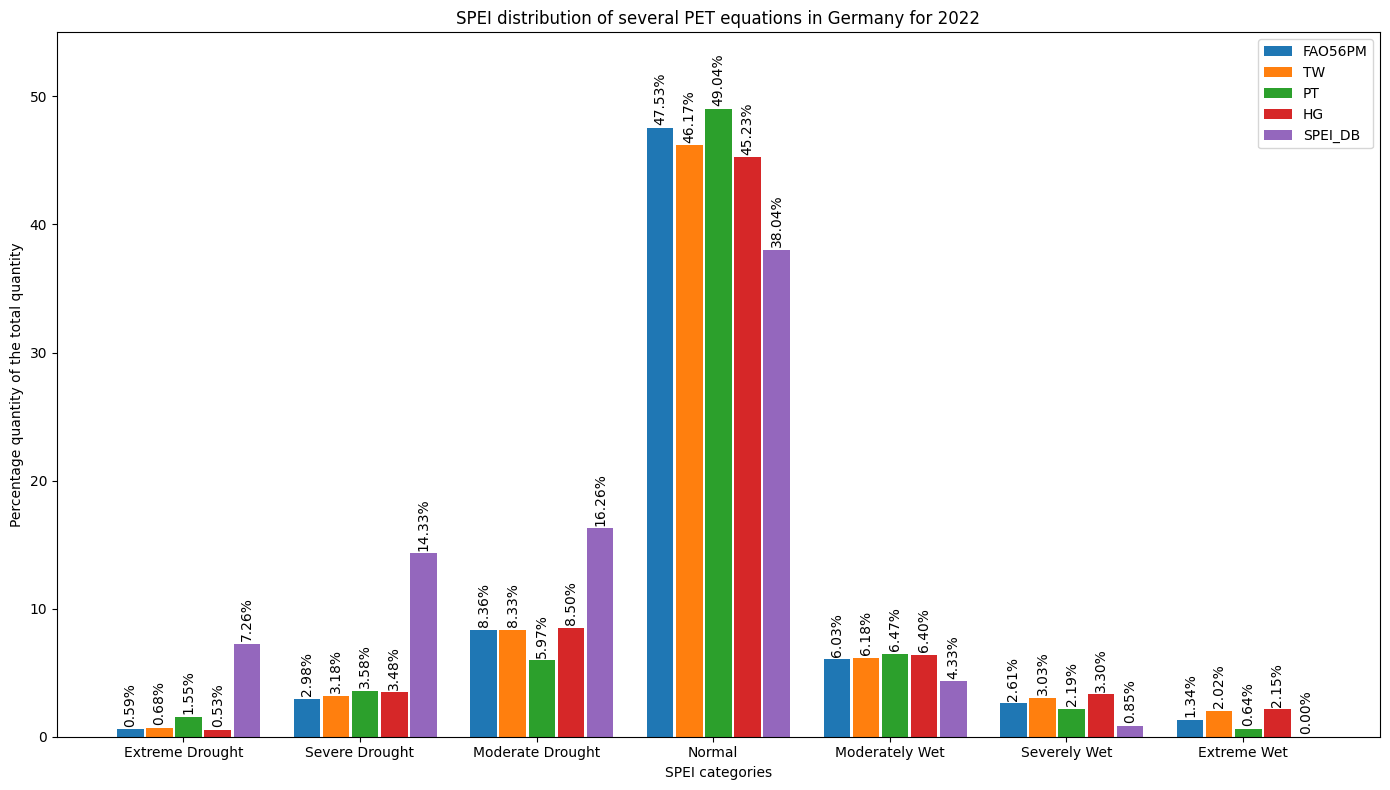 SPEI distribution of several PET equations in Germany for 2022
FAO56PM
TW
PT
HG
SPEI_DB
Percentage quantity of the total quantity
50
40
30
20
10
0
0.59%
0.68%
1.55%
0.53%
7.26%
2.98%
3.18%
3.58%
3.48%
14.33%
8.36%
8.33%
5.97%
8.50%
16.26%
47.53%
46.17%
49.04%
45.23%
38.04%
6.03%
6.18%
6.47%
6.40%
4.33%
2.61%
3.03%
2.19%
3.30%
0.85%
1.34%
2.02%
0.64%
2.15%
0.00%
Extreme Drought
Severe Drought
Moderate Drought
Normal
Moderately Wet
Severely Wet
Extreme Wet
SPEI categories